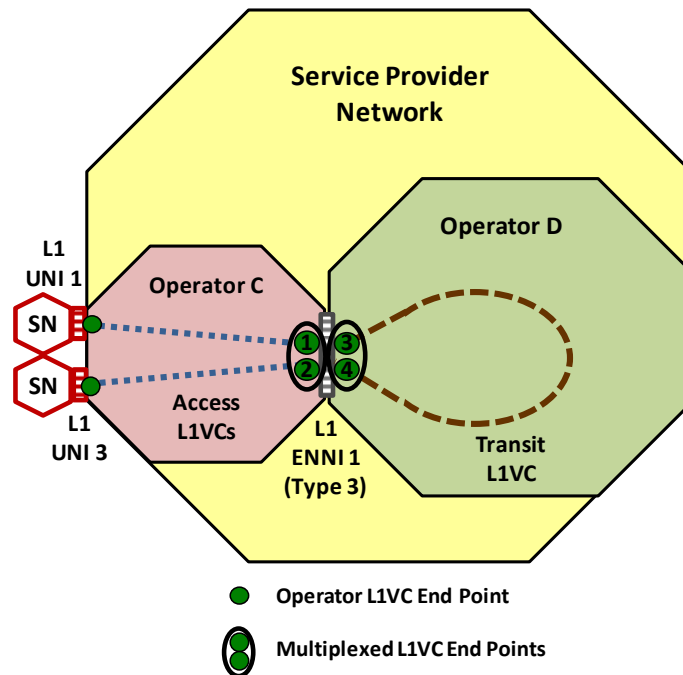 Service Provider
Network
Operator D
L1
UNI 1
Operator C
SN
1
3
SN
2
4
Access
L1VCs
L1
UNI 3
L1
ENNI 1
(Type 3)
Transit
L1VC
Operator L1VC End Point
Multiplexed L1VC End Points